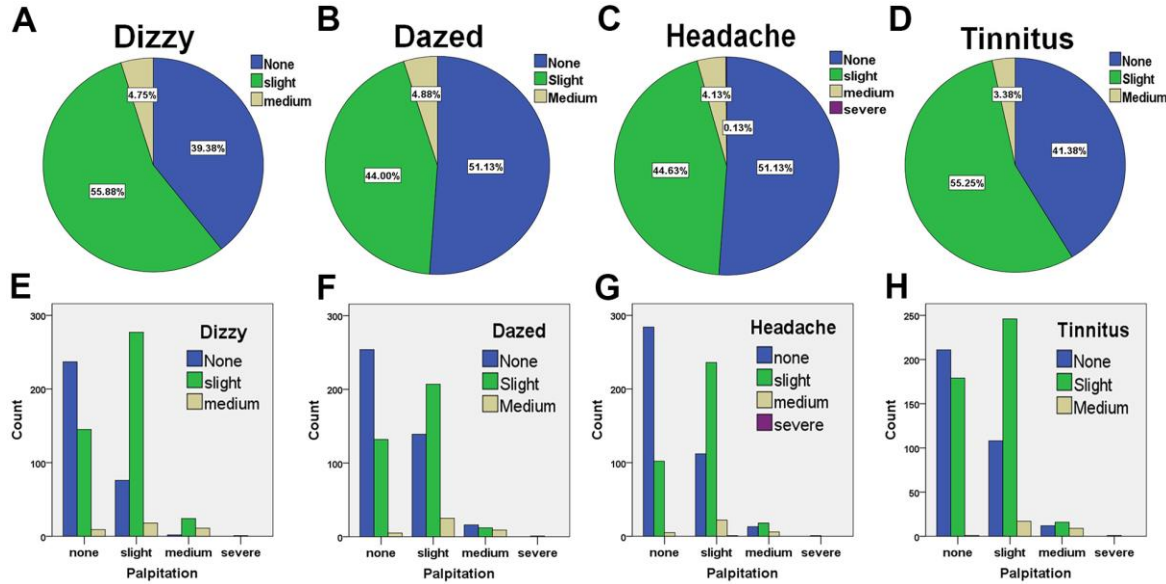 A
Dizzy
None
slight
medium
4.75%
39.38%
55.88%
B
Dazed
None
Slight
Medium
4.88%
44.00%
51.13%
C
Headache
None
slight
medium
severe
4.13%
0.13%
44.63%
51.13%
D
Tinnitus
None
Slight
Medium
3.38%
41.38%
55.25%
E
Dizzy
None
slight
medium
Count
300
200
100
0
none slight medium severe
Palpitation
F
Dazed
None
Slight
Medium
Count
300
200
100
0
none slight medium severe
Palpitation
G
Headache
none
slight
medium
severe
Count
300
200
100
0
none slight medium severe
Palpitation
H
Tinnitus
None
Slight
Medium
Count
250
200
150
100
50
0
none slight medium severe
Palpitation